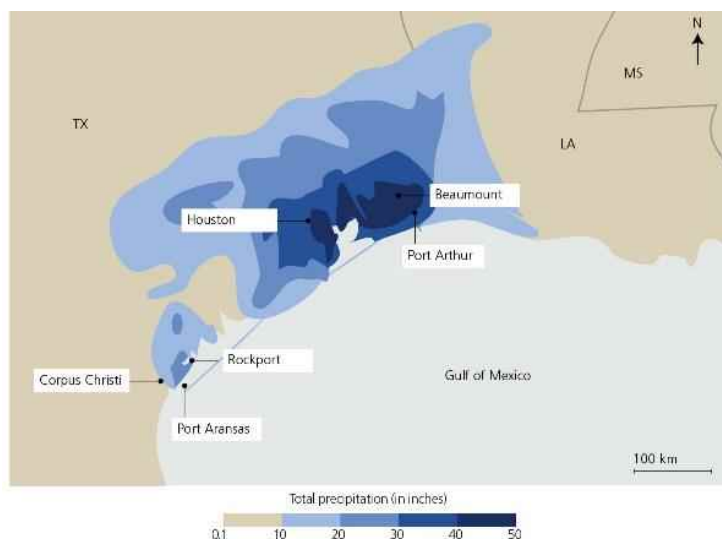 N
MS
TX
LA
Beaumount
Houston
Port Arthur
Rockport
Corpus Christi
Gulf of Mexico
Port Aransas
100 km
Total precipitation (in inches)
0.1 10 20 30 40 50